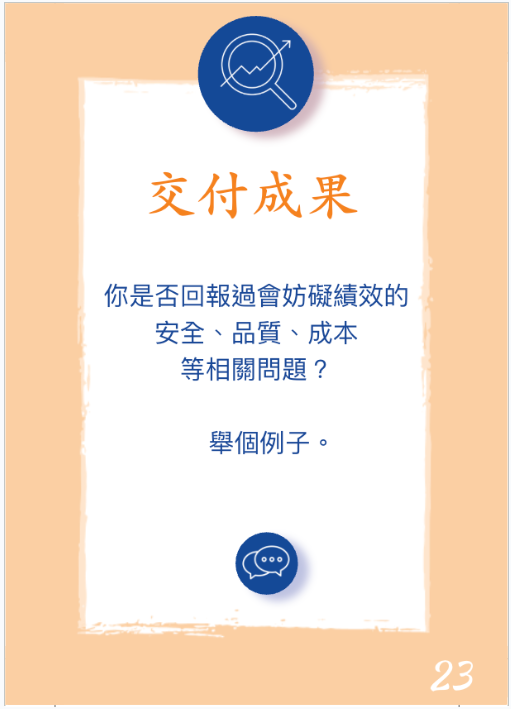 交付成果
你是否回報過會妨礙績效的
安全、品質、成本
等相關問題？
舉個例子。
23